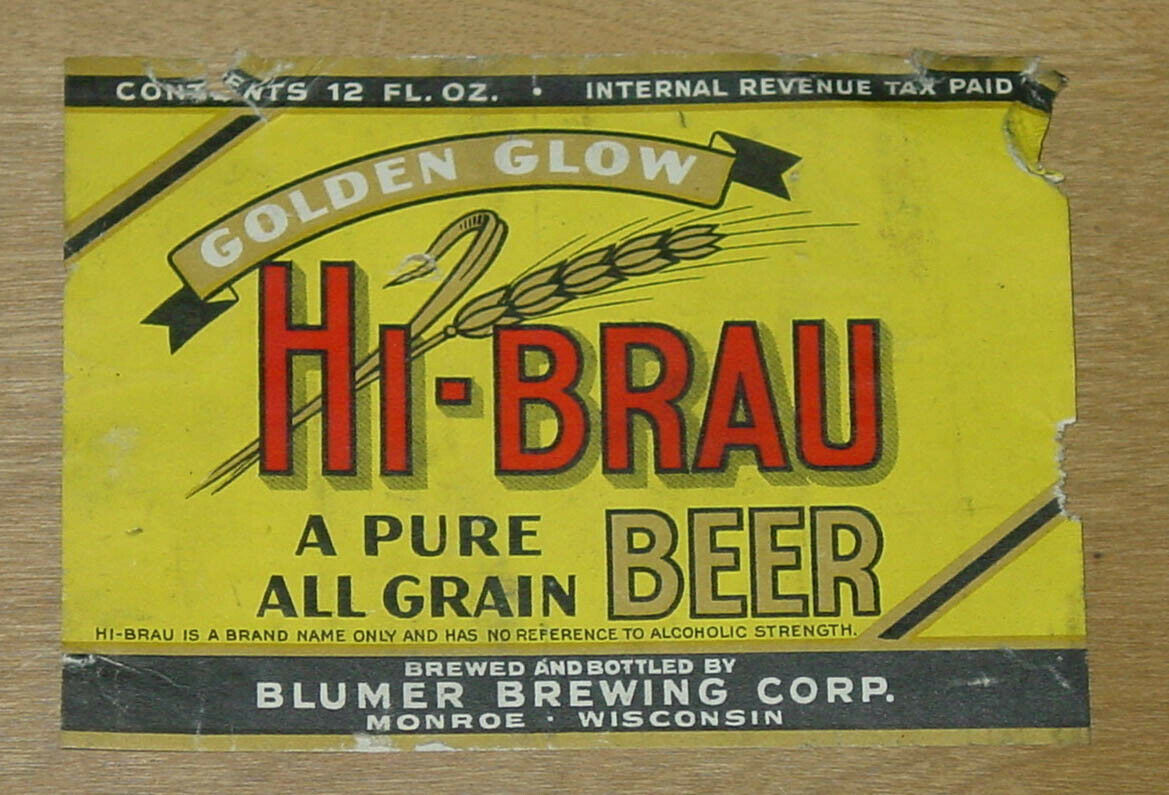 CONTENTS 12 FL. OZ. • INTERNAL REVENUE TAX PAID
GOLDEN GLOW
HI-BRAU
A PURE
ALL GRAIN BEER
HI-BRAU IS A BRAND NAME ONLY AND HAS NO REFERENCE TO ALCOHOLIC STRENGTH.
BREWED AND BOTTLED BY
BLUMER BREWING CORP.
MONROE • WISCONSIN